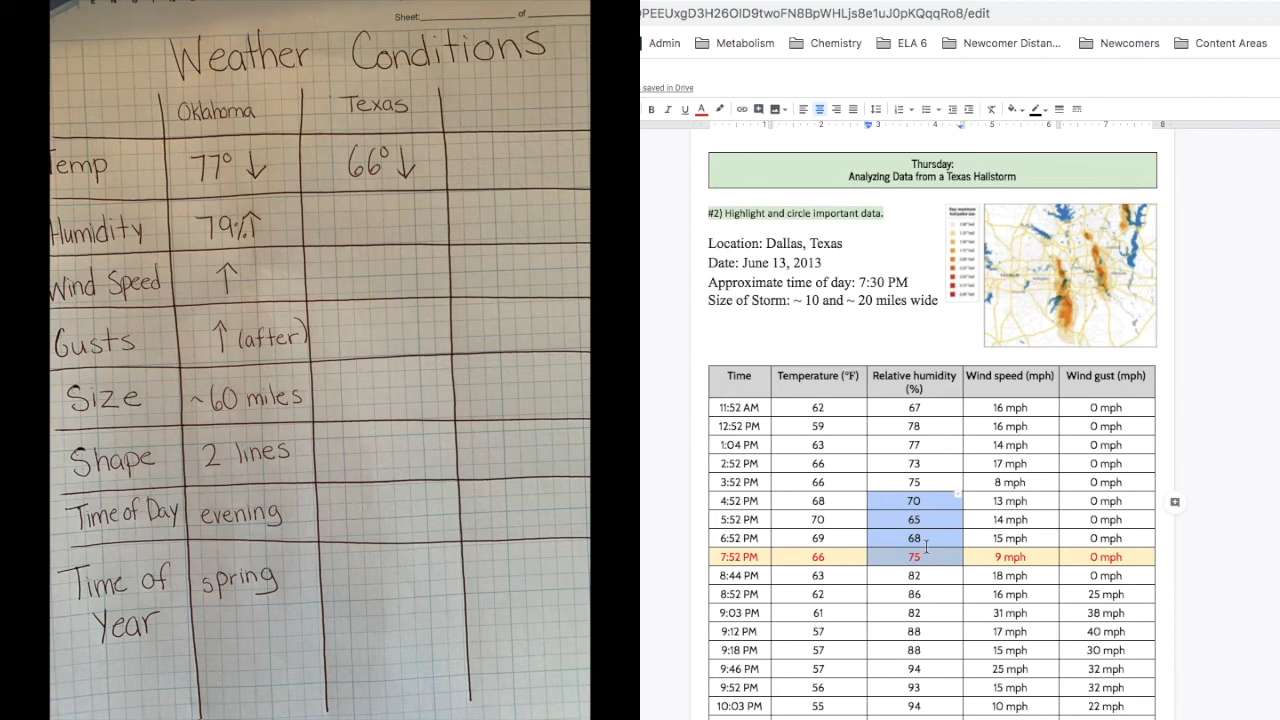 Sheet: of
Weather Conditions
Oklahoma Texas
Temp 77° ↓ 66° ↓
Humidity 79% ↑
Wind Speed ↑
Gusts ↑ (after)
Size ~60 miles
Shape 2 lines
Time of Day evening
Time of Year spring
PEEUxgD3H26OID9twoFN8BpWHLjs8e1uJ0pKQqqRo8/edit
Admin Metabolism Chemistry ELA 6 Newcomer Distan... Newcomers Content Areas
saved in Drive
B I U A
1 2 3 4 5 6 7 8
Thursday:
Analyzing Data from a Texas Hailstorm
#2) Highlight and circle important data.
Location: Dallas, Texas
Date: June 13, 2013
Approximate time of day: 7:30 PM
Size of Storm: ~ 10 and ~ 20 miles wide
Time Temperature (°F) Relative humidity (%) Wind speed (mph) Wind gust (mph)
11:52 AM 62 67 16 mph 0 mph
12:52 PM 59 78 16 mph 0 mph
1:04 PM 63 77 14 mph 0 mph
2:52 PM 66 73 17 mph 0 mph
3:52 PM 66 75 8 mph 0 mph
4:52 PM 68 70 13 mph 0 mph
5:52 PM 70 65 14 mph 0 mph
6:52 PM 69 68 15 mph 0 mph
7:52 PM 66 75 9 mph 0 mph
8:44 PM 63 82 18 mph 0 mph
8:52 PM 62 86 16 mph 25 mph
9:03 PM 61 82 31 mph 38 mph
9:12 PM 57 88 17 mph 40 mph
9:18 PM 57 88 15 mph 30 mph
9:46 PM 57 94 25 mph 32 mph
9:52 PM 56 93 15 mph 32 mph
10:03 PM 55 94 10 mph 22 mph